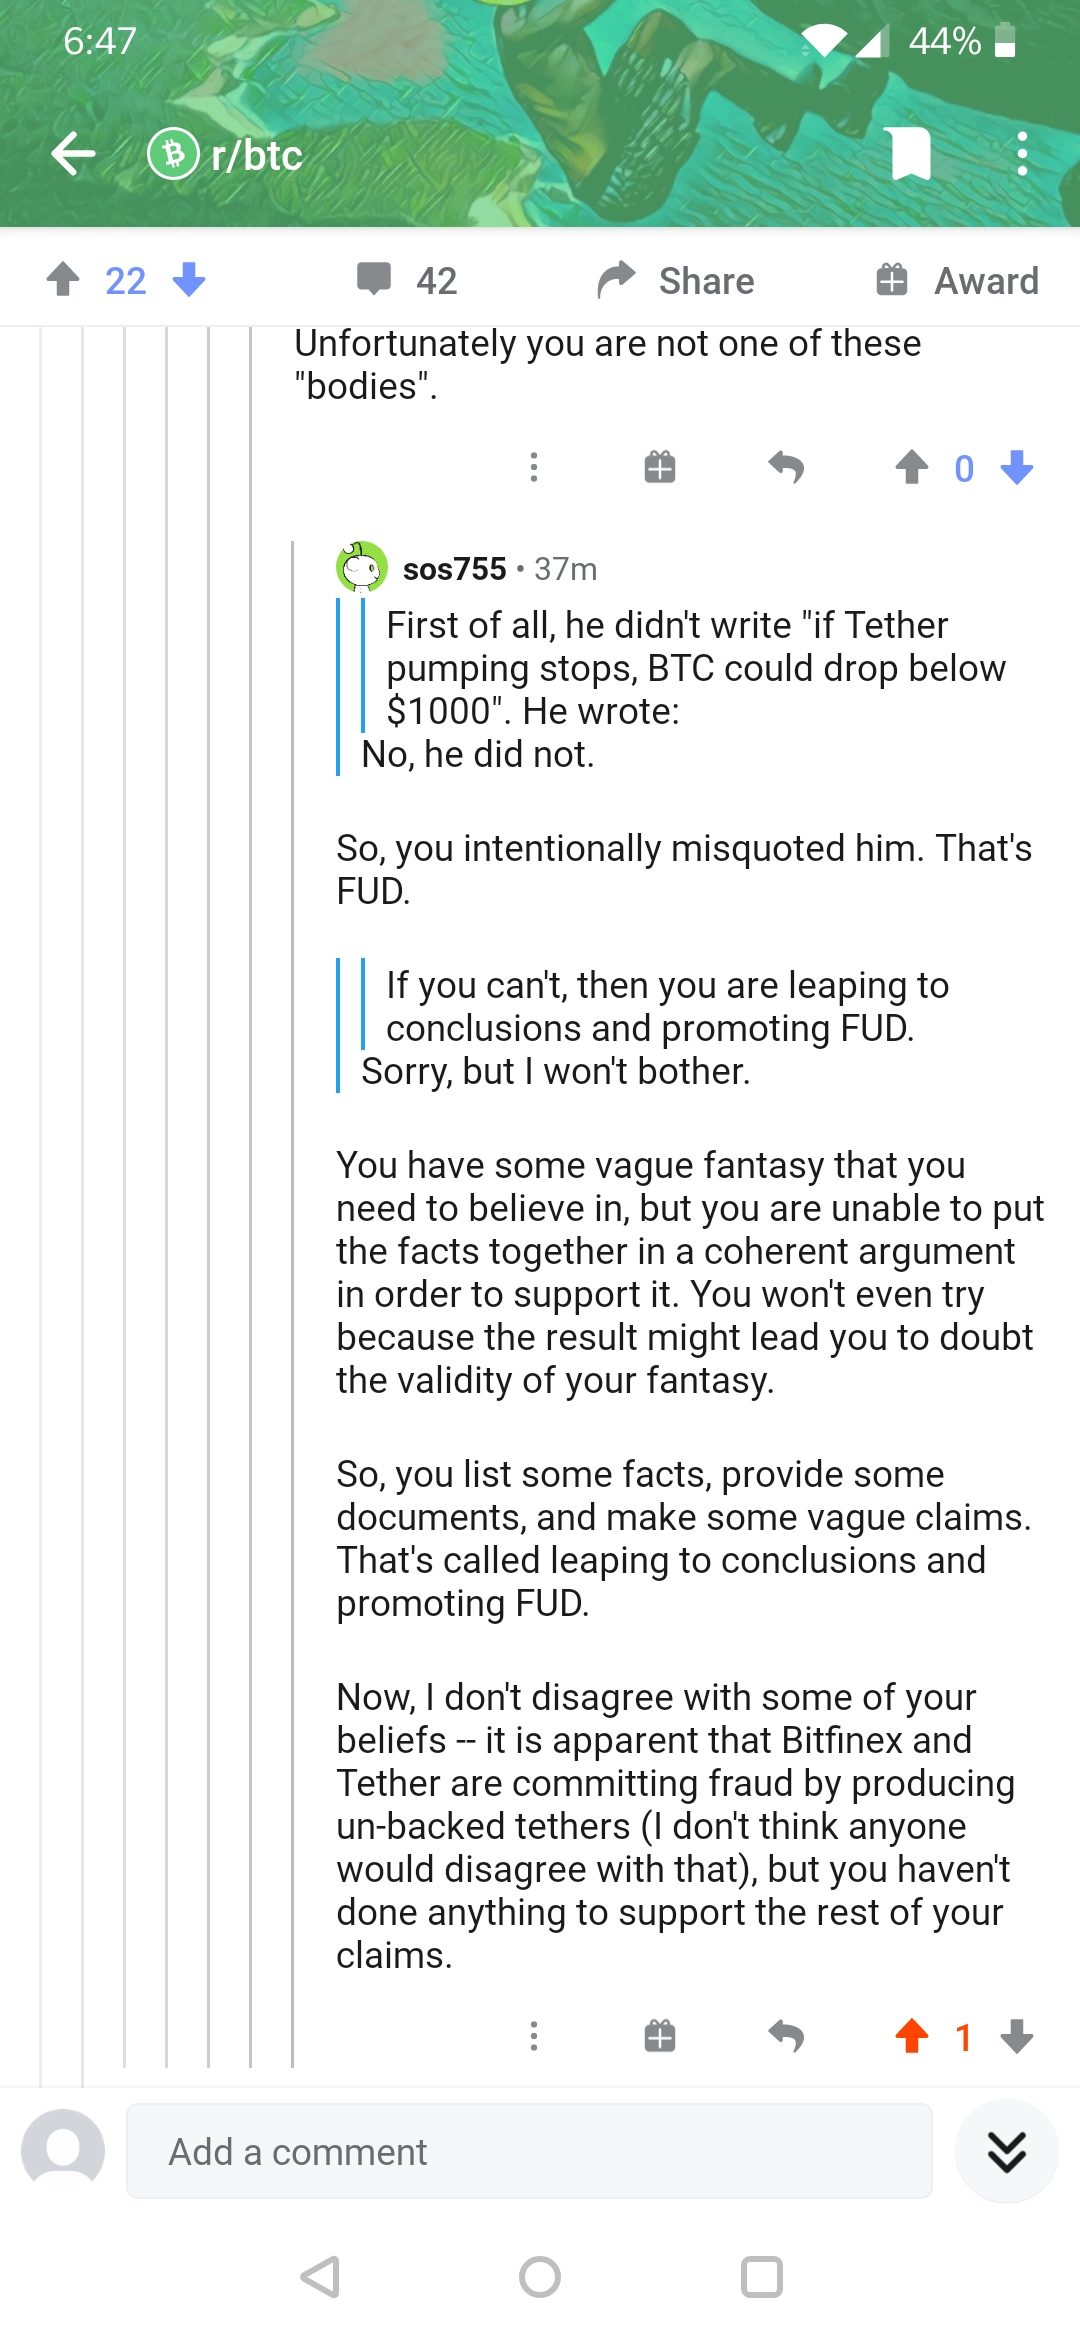 6:47
44%
r/btc
22
42
Share
Award
Unfortunately you are not one of these
"bodies".
0
sos755 • 37m
First of all, he didn't write "if Tether
pumping stops, BTC could drop below
$1000". He wrote:
No, he did not.
So, you intentionally misquoted him. That's
FUD.
If you can't, then you are leaping to
conclusions and promoting FUD.
Sorry, but I won't bother.
You have some vague fantasy that you
need to believe in, but you are unable to put
the facts together in a coherent argument
in order to support it. You won't even try
because the result might lead you to doubt
the validity of your fantasy.
So, you list some facts, provide some
documents, and make some vague claims.
That's called leaping to conclusions and
promoting FUD.
Now, I don't disagree with some of your
beliefs -- it is apparent that Bitfinex and
Tether are committing fraud by producing
un-backed tethers (I don't think anyone
would disagree with that), but you haven't
done anything to support the rest of your
claims.
1
Add a comment